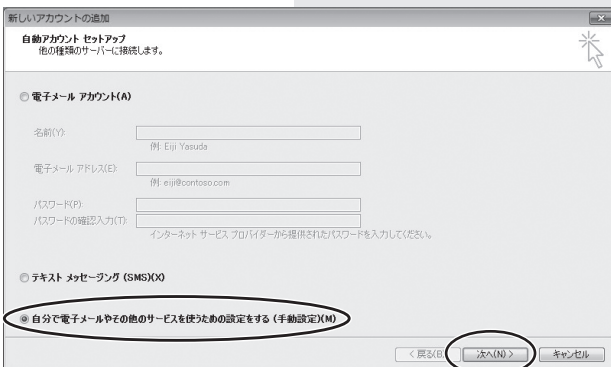 新しいアカウントの追加
自動アカウント セットアップ
他の種類のサーバーに接続します。
電子メール アカウント(A)
名前(Y):
例: Eiji Yasuda
電子メール アドレス(E):
例: eiji@contoso.com
パスワード(P):
パスワードの確認入力(T):
インターネット サービス プロバイダーから提供されたパスワードを入力してください。
テキスト メッセージング (SMS)(X)
自分で電子メールやその他のサービスを使うための設定をする (手動設定)(M)
< 戻る(B) 次へ(N) > キャンセル